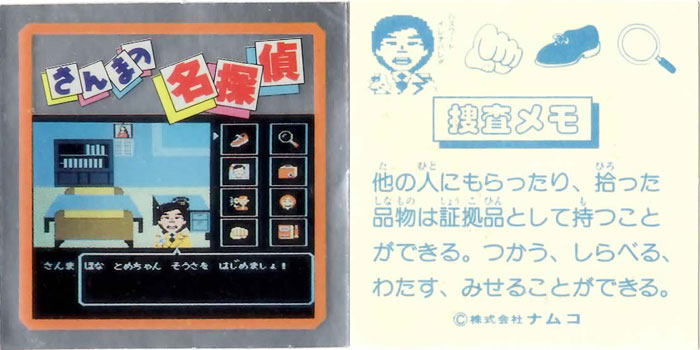 さんまの
名探偵
さんま ほな とめちゃん そうさを はじめましょ!
捜査メモ
他の人にもらったり、拾った
品物は証拠品として持つこと
ができる。つかう、しらべる、
わたす、みせることができる。
©株式会社ナムコ